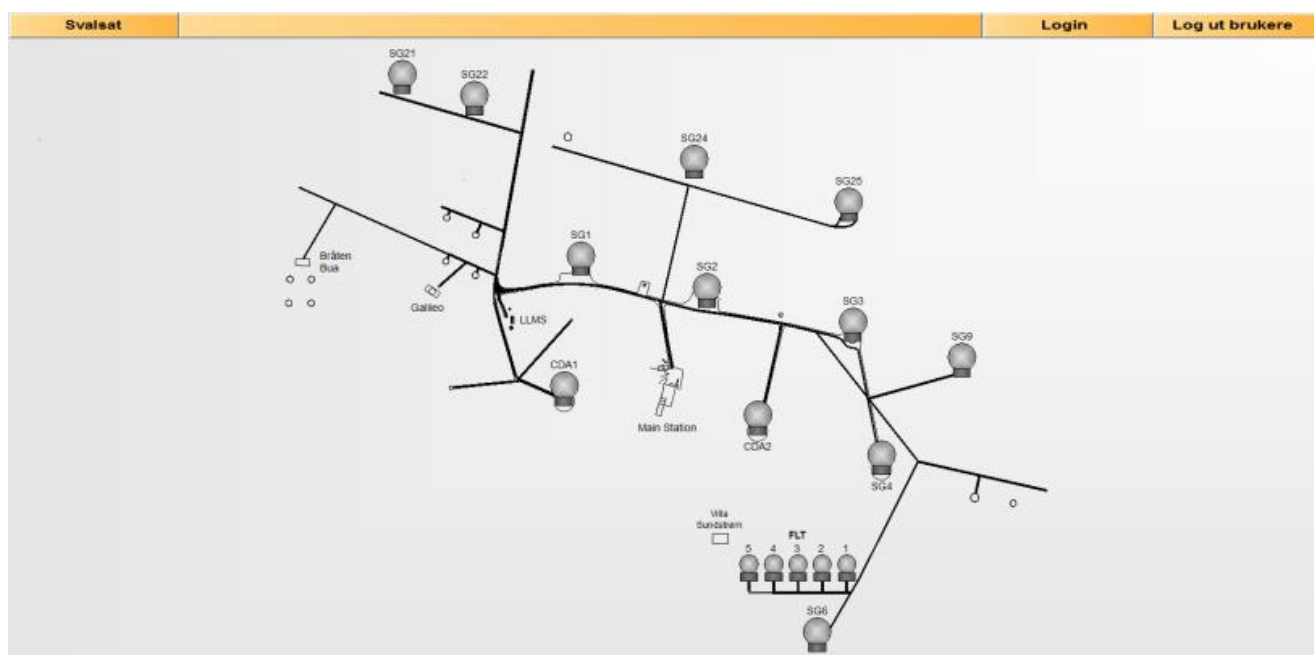 Svalsat
Login
Log ut brukere
SG21
SG22
SG24
SG25
SG1
SG2
SG3
SG9
Bråten
Bua
Galileo
LLMS
CDA1
Main Station
CDA2
SG4
Villa
Sundstrøm
FLT
5 4 3 2 1
SG6